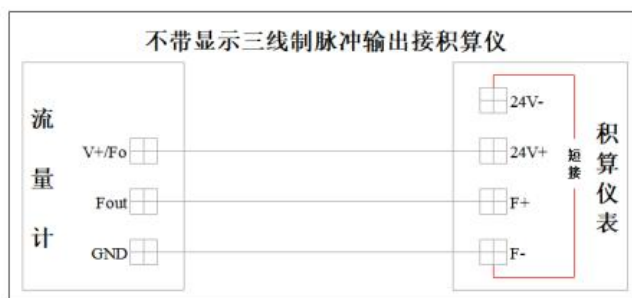 不带显示三线制脉冲输出接积算仪
流量计
V+/Fo
Fout
GND
24V-
24V+
F+
F-
短接
积算仪表